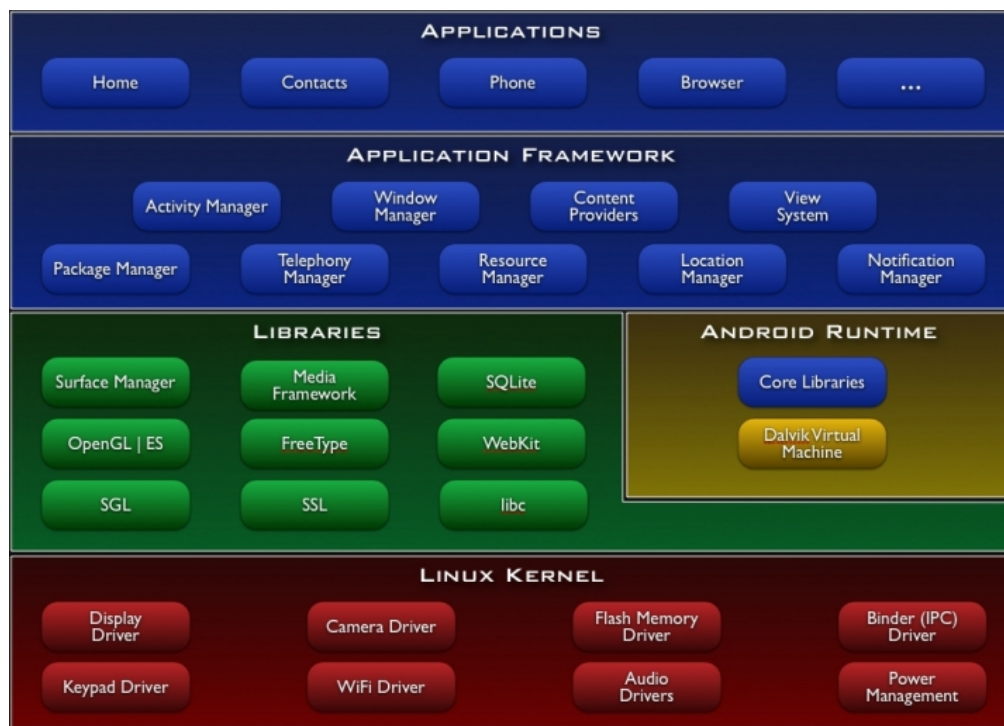 APPLICATIONS
Home Contacts Phone Browser ...
APPLICATION FRAMEWORK
Activity Manager
Window
Manager
Content
Providers
View
System
Package Manager
Telephony
Manager
Resource
Manager
Location
Manager
Notification
Manager
LIBRARIES
Surface Manager
Media
Framework
SQLite
OpenGL | ES
FreeType
WebKit
SGL
SSL
libc
ANDROID RUNTIME
Core Libraries
Dalvik Virtual
Machine
LINUX KERNEL
Display
Driver
Camera Driver
Flash Memory
Driver
Binder (IPC)
Driver
Keypad Driver
WiFi Driver
Audio
Drivers
Power
Management